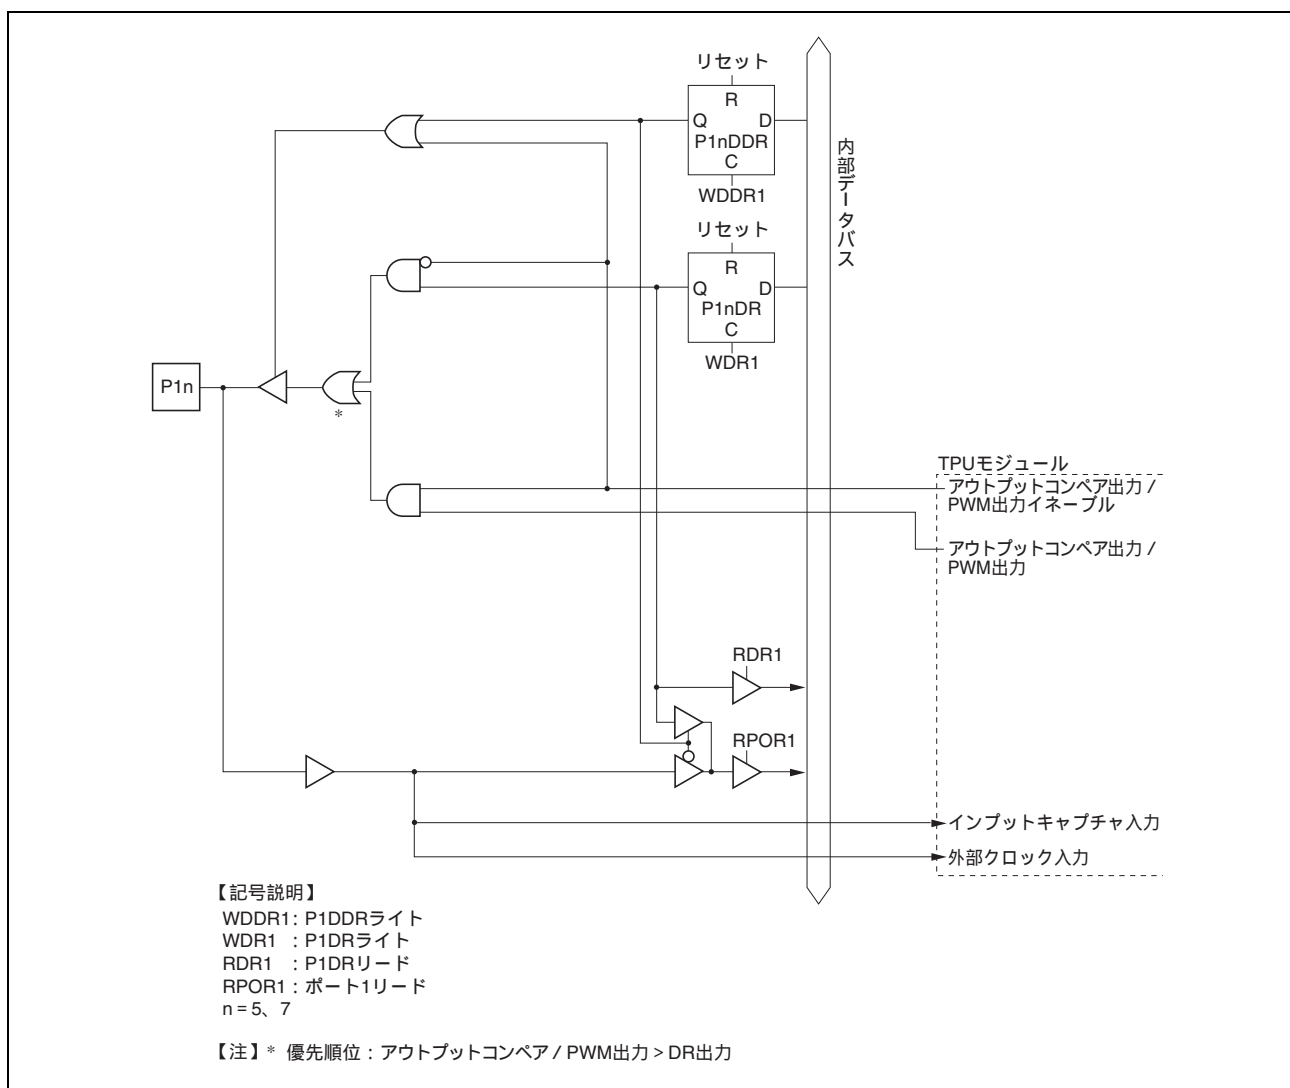 リセット
R
Q D
P1nDDR
C
WDDR1
内部データバス
リセット
R
Q D
P1nDR
C
WDR1
P1n
*
TPUモジュール
アウトプットコンペア出力 /
PWM出力イネーブル
アウトプットコンペア出力 /
PWM出力
RDR1
RPOR1
インプットキャプチャ入力
外部クロック入力
【記号説明】
WDDR1 : P1DDRライト
WDR1 : P1DRライト
RDR1 : P1DRリード
RPOR1 : ポート1リード
n = 5、7
【注】* 優先順位 : アウトプットコンペア / PWM出力 > DR出力